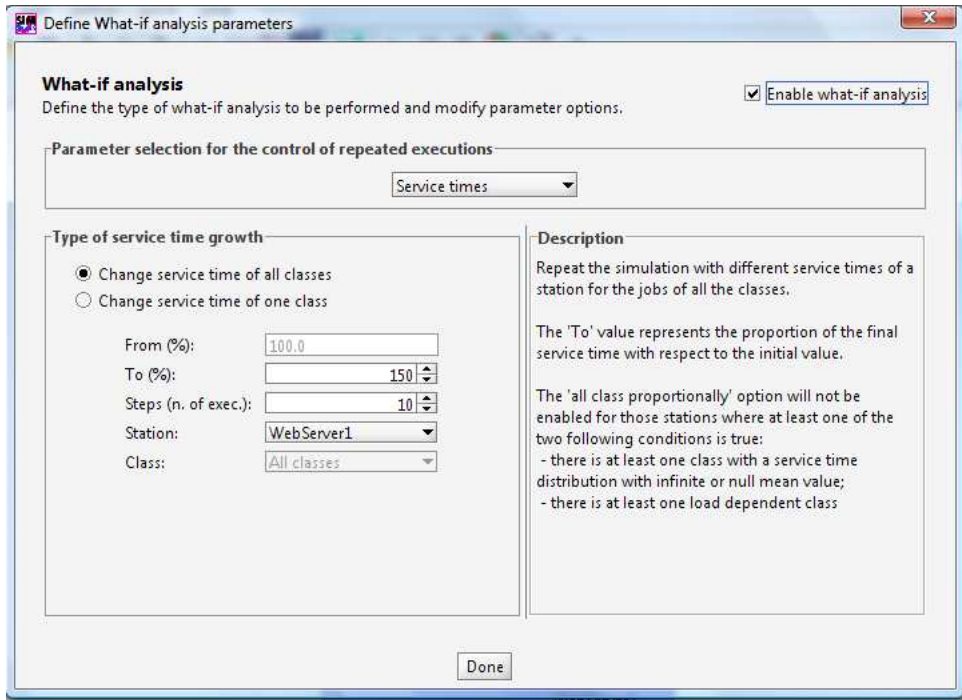 Define What-if analysis parameters
What-if analysis
Define the type of what-if analysis to be performed and modify parameter options.
Enable what-if analysis
Parameter selection for the control of repeated executions
Service times
Type of service time growth
Change service time of all classes
Change service time of one class
From (%):
100.0
To (%):
150
Steps (n. of exec.):
10
Station:
WebServer1
Class:
All classes
Description
Repeat the simulation with different service times of a
station for the jobs of all the classes.
The 'To' value represents the proportion of the final
service time with respect to the initial value.
The 'all class proportionally' option will not be
enabled for those stations where at least one of the
two following conditions is true:
- there is at least one class with a service time
distribution with infinite or null mean value;
- there is at least one load dependent class
Done